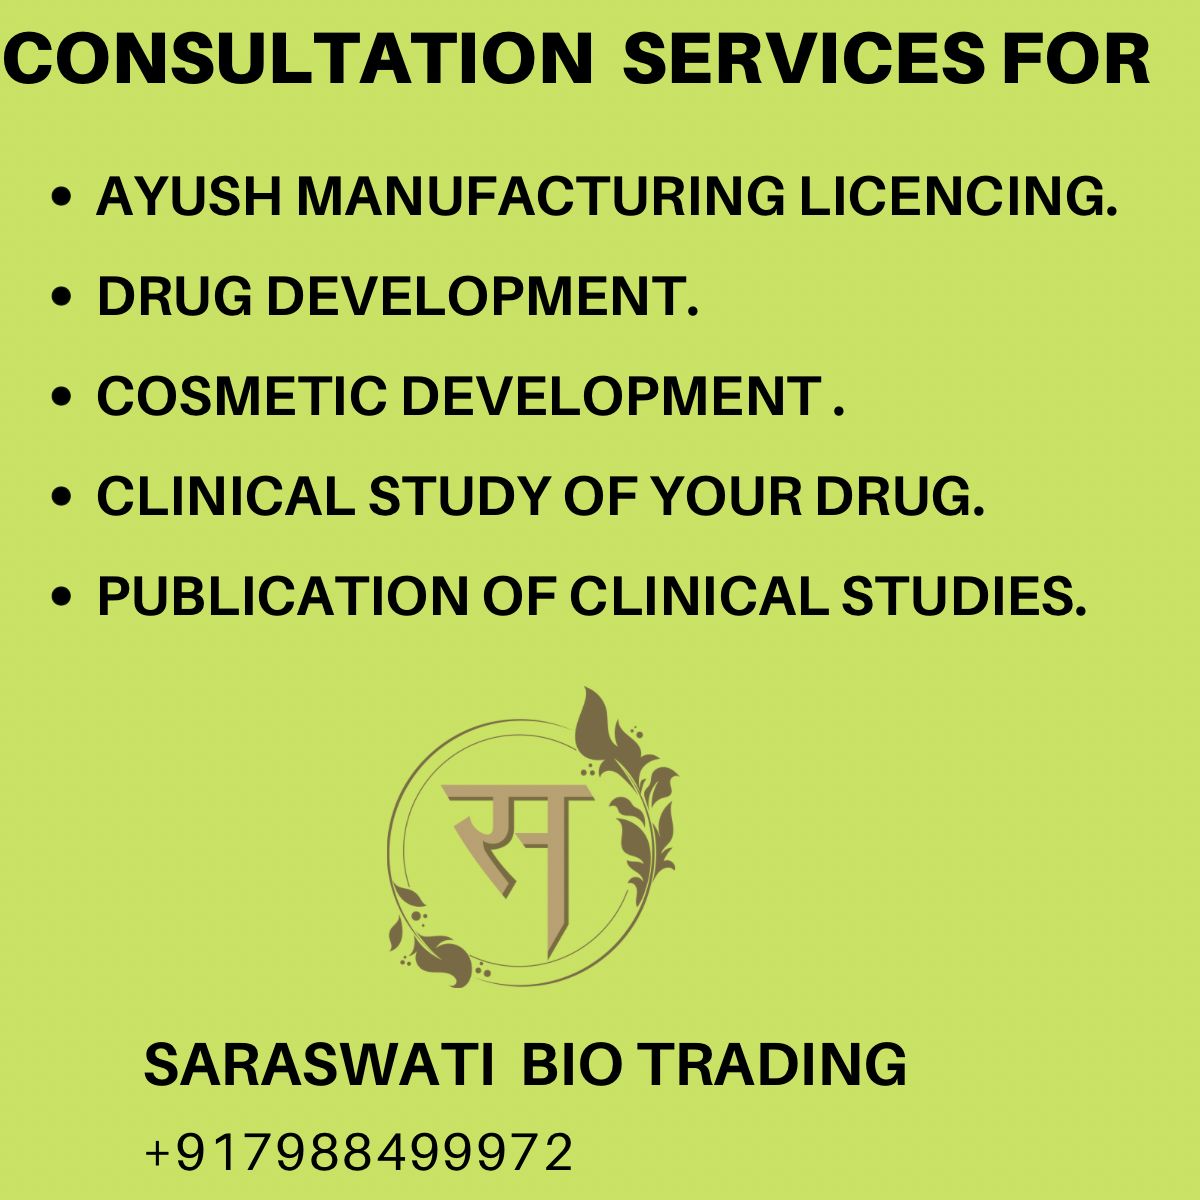 CONSULTATION SERVICES FOR
• AYUSH MANUFACTURING LICENCING.
• DRUG DEVELOPMENT.
• COSMETIC DEVELOPMENT .
• CLINICAL STUDY OF YOUR DRUG.
• PUBLICATION OF CLINICAL STUDIES.
स
SARASWATI BIO TRADING
+917988499972